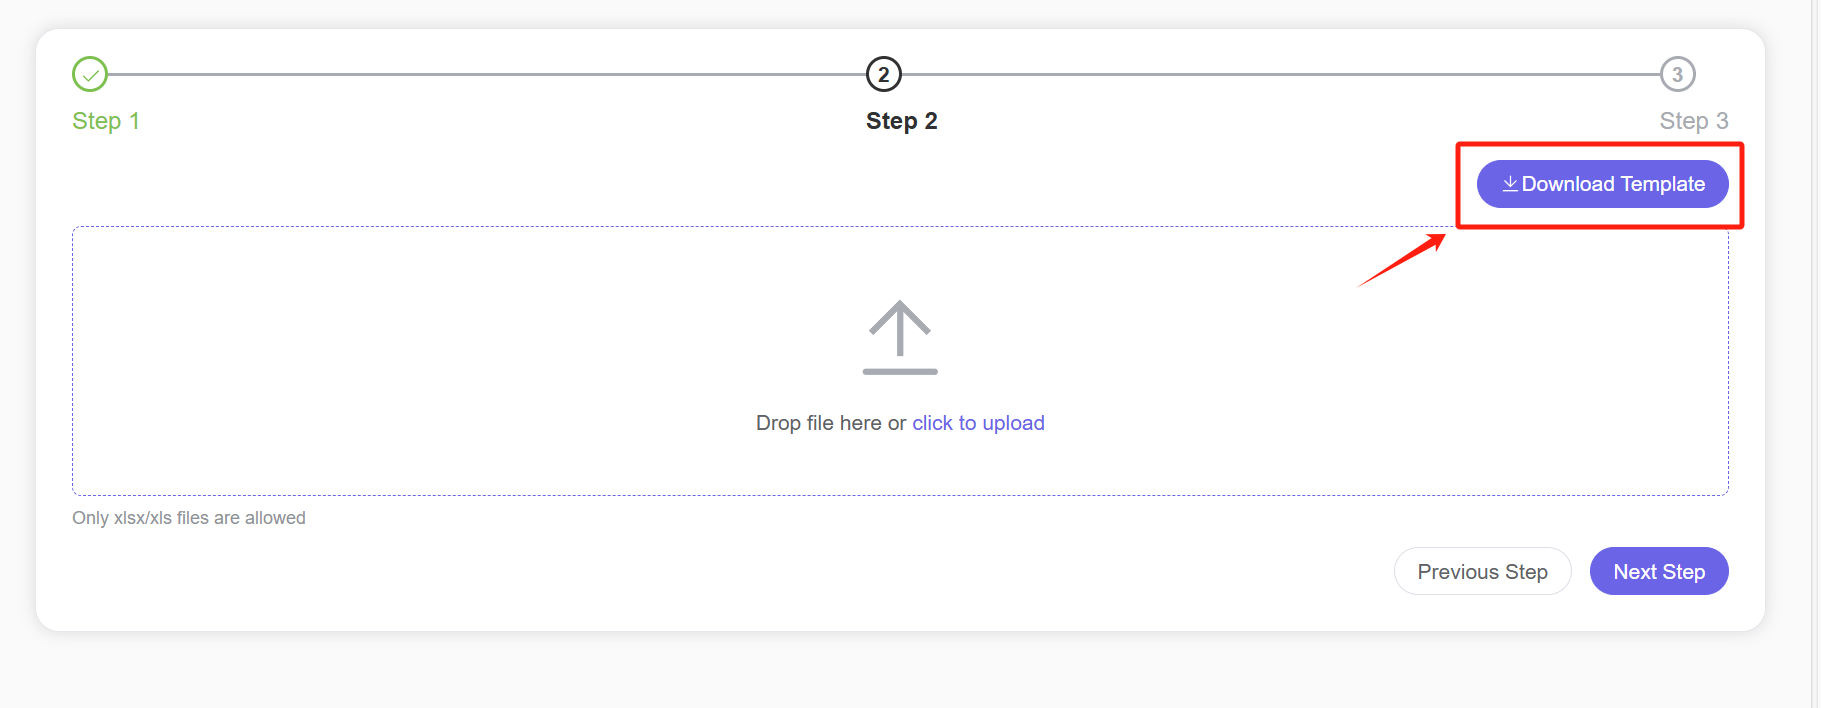 2
3
Step 1
Step 2
Step 3
Download Template
Drop file here or click to upload
Only xlsx/xls files are allowed
Previous Step
Next Step